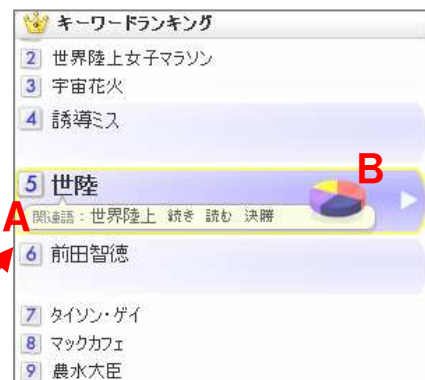 キーワードランキング
2 世界陸上女子マラソン
3 宇宙花火
4 誘導ミス
B
5 世陸
A
関連語：世界陸上 続き 読む 決勝
6 前田智徳
7 タイソン・ゲイ
8 マックカフェ
9 農水大臣